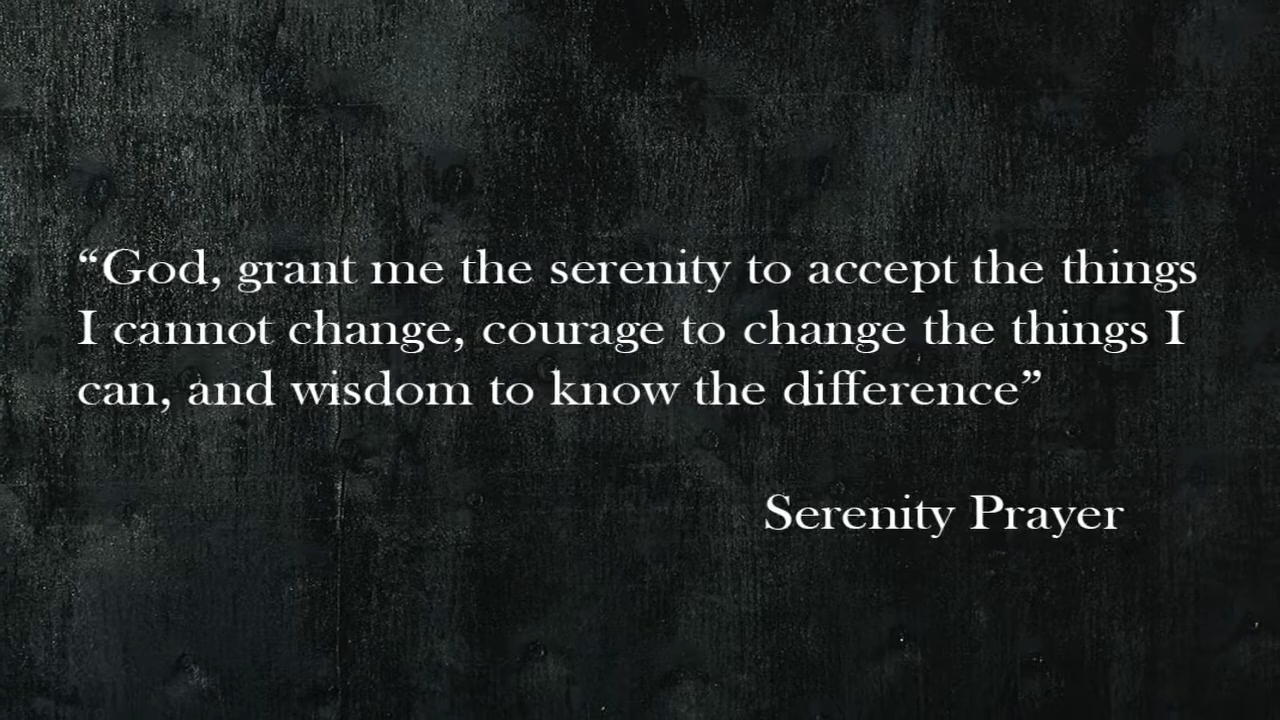 “God, grant me the serenity to accept the things
I cannot change, courage to change the things I
can, and wisdom to know the difference”
Serenity Prayer